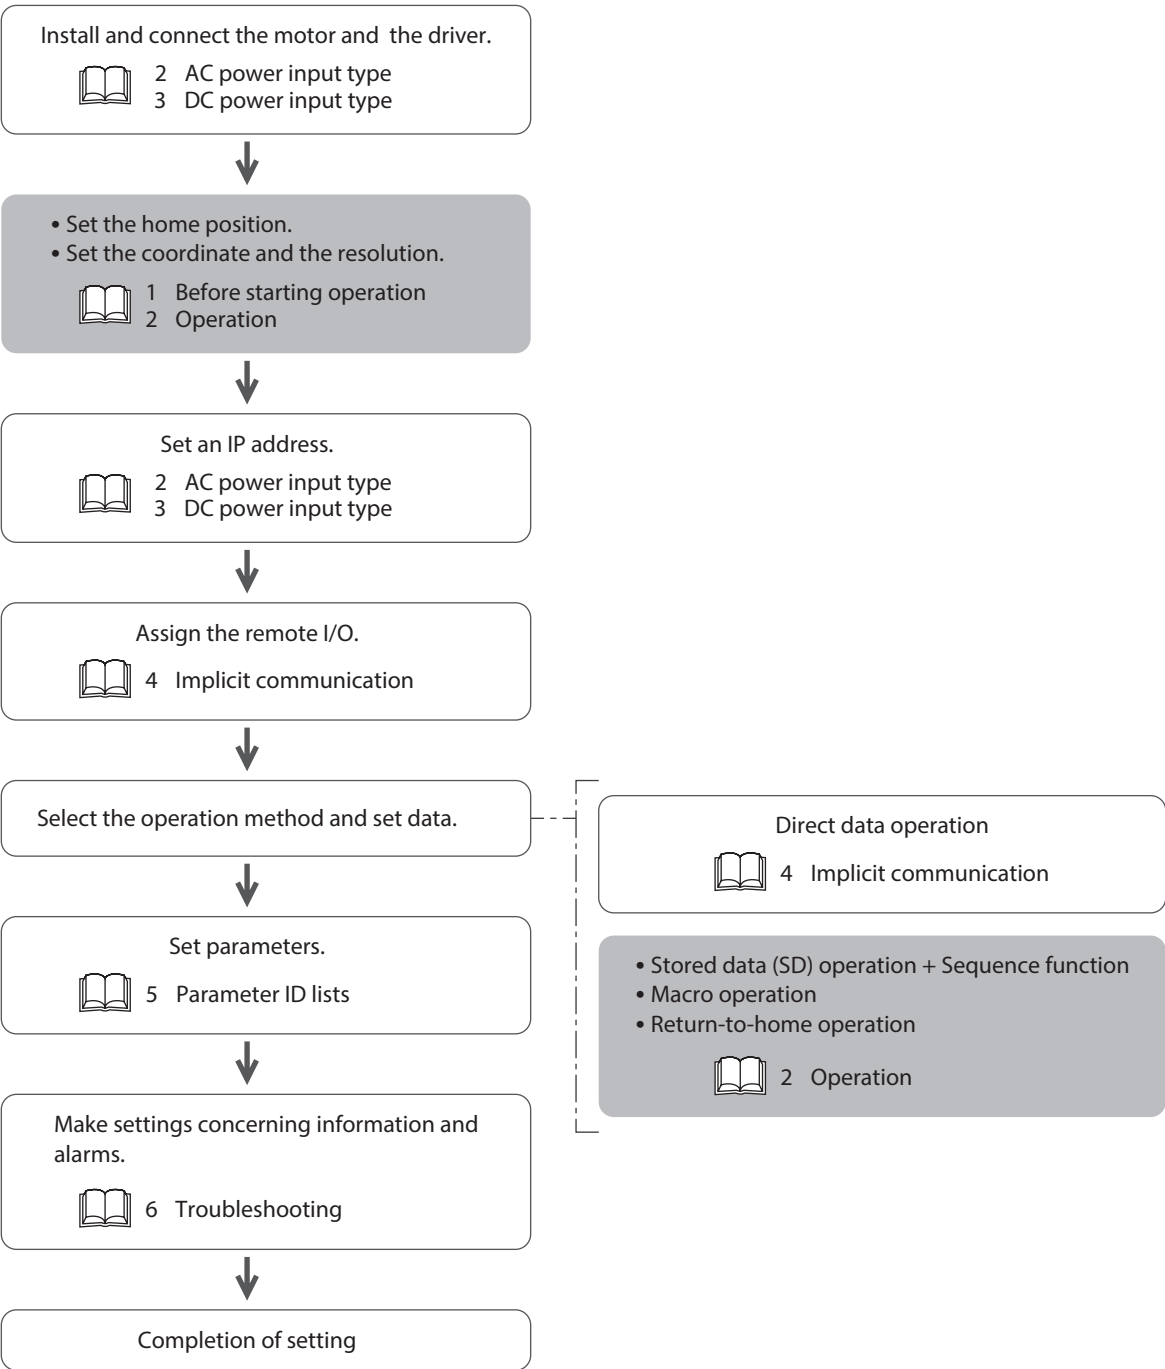 Install and connect the motor and the driver.
2 AC power input type
3 DC power input type
• Set the home position.
• Set the coordinate and the resolution.
1 Before starting operation
2 Operation
Set an IP address.
2 AC power input type
3 DC power input type
Assign the remote I/O.
4 Implicit communication
Select the operation method and set data.
Direct data operation
4 Implicit communication
• Stored data (SD) operation + Sequence function
• Macro operation
• Return-to-home operation
2 Operation
Set parameters.
5 Parameter ID lists
Make settings concerning information and
alarms.
6 Troubleshooting
Completion of setting